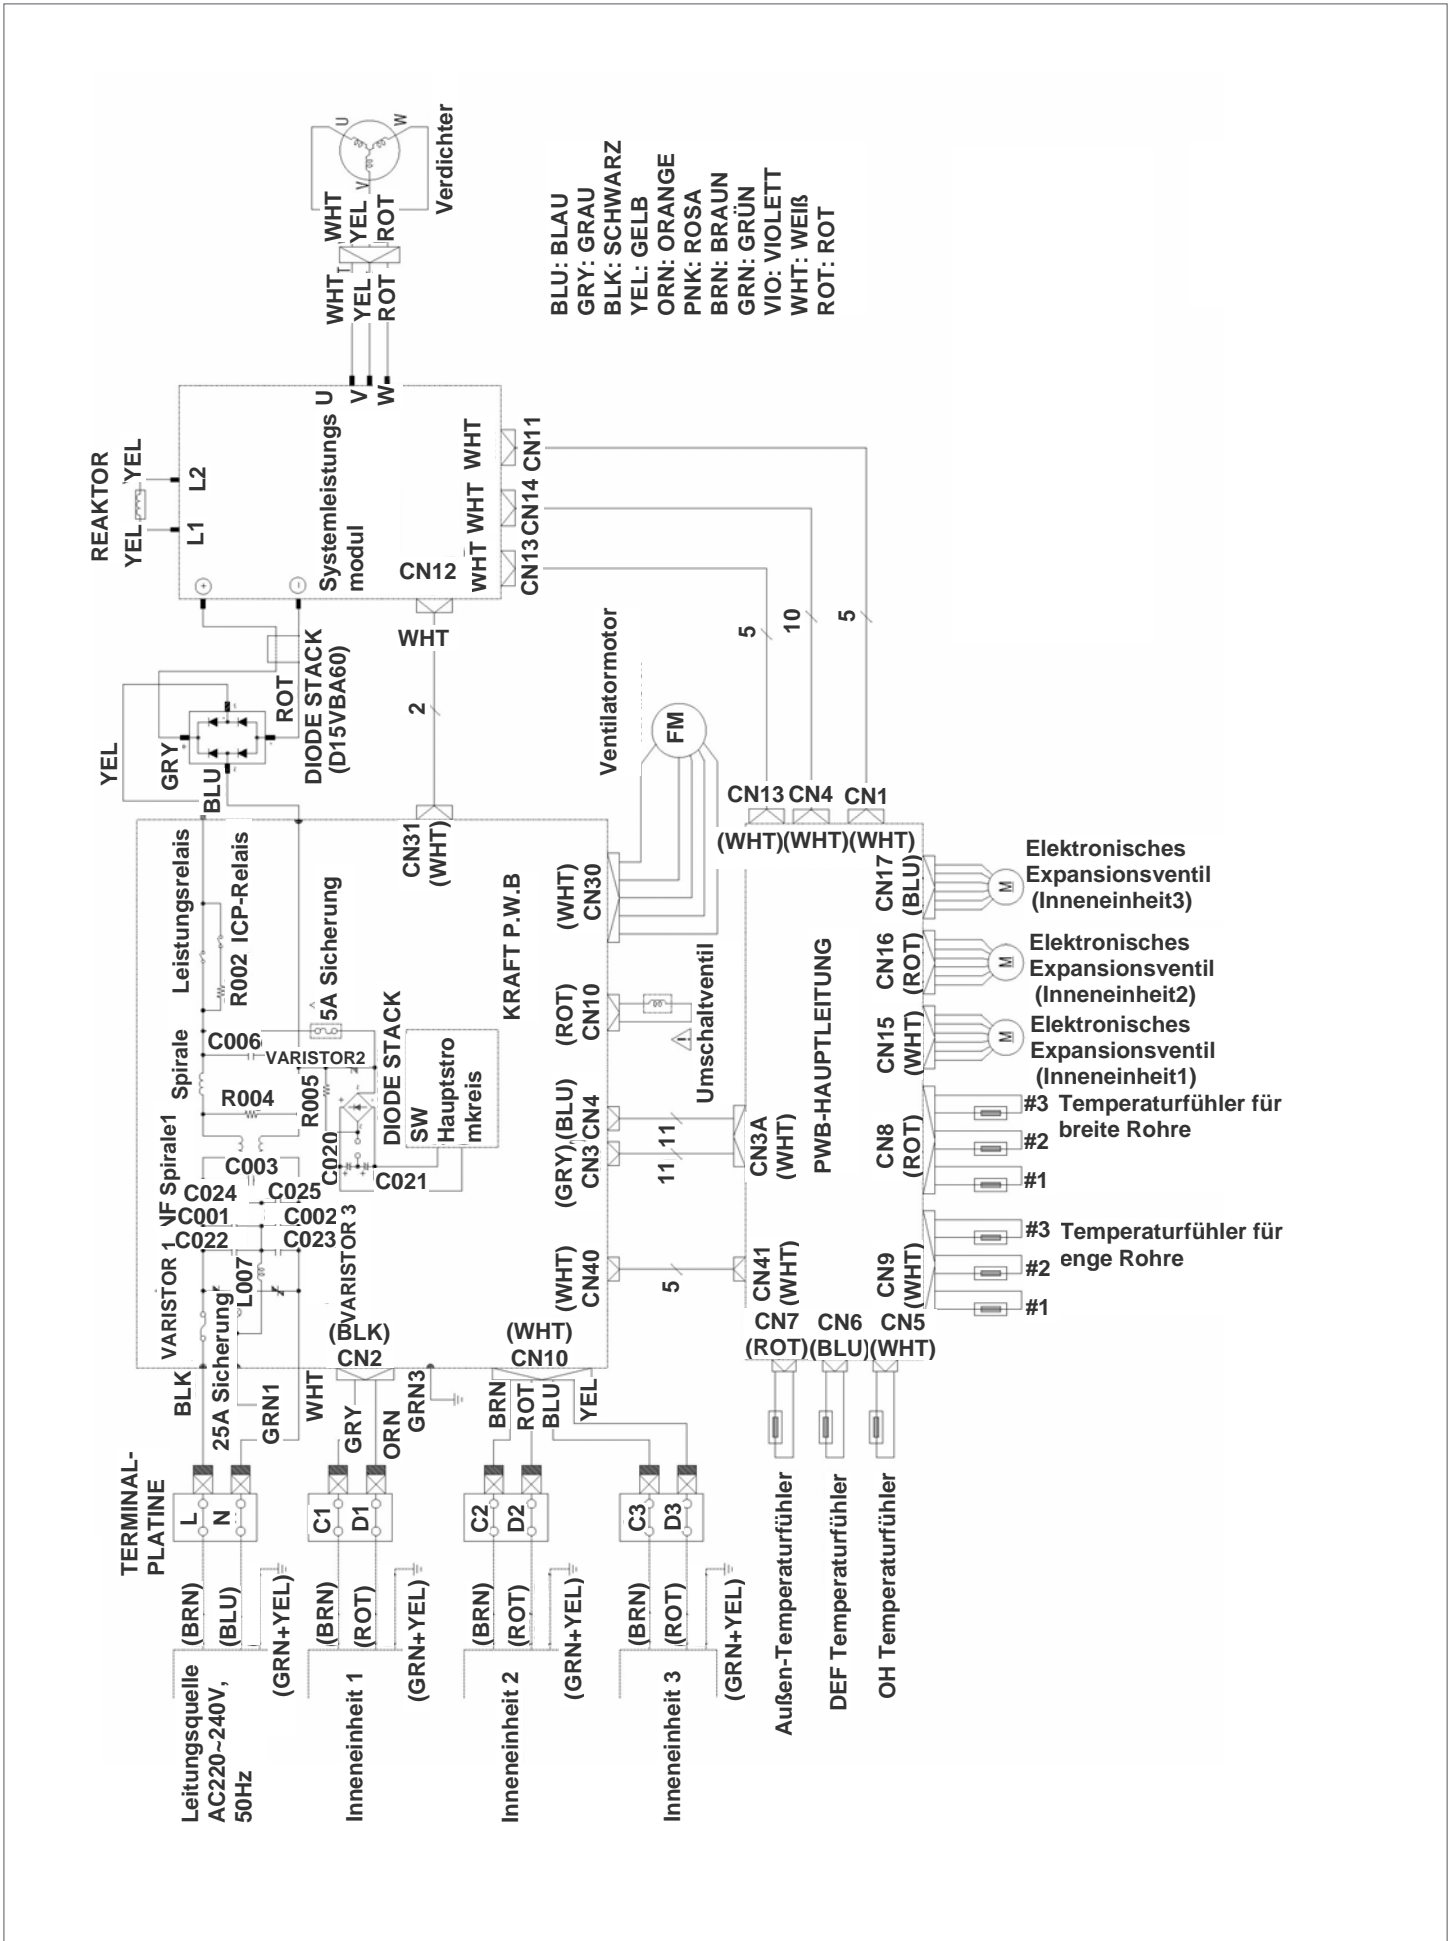 Verdichter
U
W
V
WHT
YEL
ROT
WHT
YEL
ROT
BLU: BLAU
GRY: GRAU
BLK: SCHWARZ
YEL: GELB
ORN: ORANGE
PNK: ROSA
BRN: BRAUN
GRN: GRÜN
VIO: VIOLETT
WHT: WEIß
ROT: ROT
REAKTOR
YEL
YEL
L1
L2
Systemleistungs
modul
U
V
W
CN12
WHT
WHT
WHT
CN13
CN14
CN11
WHT
2
5
10
5
DIODE STACK
(D15VBA60)
ROT
YEL
GRY
BLU
Ventilatormotor
FM
CN31
(WHT)
Leistungsrelais
ICP-Relais
R002
5A Sicherung
KRAFT P.W.B
(WHT)
CN30
(ROT)
CN10
Umschaltventil
Spirale
C006
VARISTOR2
R004
R005
DIODE STACK
SW
Hauptstro
mkreis
C020
C021
(BLU)
CN4
(GRY)
CN3
11
11
NF Spirale1
C003
C024
C025
C001
C002
C022
C023
VARISTOR 1
L007
VARISTOR 3
(WHT)
CN40
5
(BLK)
CN2
(WHT)
CN10
25A Sicherung
CN13
CN4
CN1
(WHT)
(WHT)
(WHT)
PWB-HAUPTLEITUNG
CN3A
(WHT)
CN41
(WHT)
CN17
(BLU)
CN16
(ROT)
CN15
(WHT)
CN8
(ROT)
CN9
(WHT)
M
Elektronisches
Expansionsventil
(Inneneinheit3)
M
Elektronisches
Expansionsventil
(Inneneinheit2)
M
Elektronisches
Expansionsventil
(Inneneinheit1)
#3 Temperaturfühler für
breite Rohre
#2
#1
#3 Temperaturfühler für
enge Rohre
#2
#1
CN7
(ROT)
CN6
(BLU)
CN5
(WHT)
Außen-Temperaturfühler
DEF Temperaturfühler
OH Temperaturfühler
BLK
GRN1
WHT
GRY
ORN
GRN3
BRN
ROT
BLU
YEL
TERMINAL-
PLATINE
L
N
C1
D1
C2
D2
C3
D3
(BRN)
(BLU)
(GRN+YEL)
(BRN)
(ROT)
(GRN+YEL)
(BRN)
(ROT)
(GRN+YEL)
(BRN)
(ROT)
(GRN+YEL)
Leitungsquelle
AC220~240V,
50Hz
Inneneinheit 1
Inneneinheit 2
Inneneinheit 3